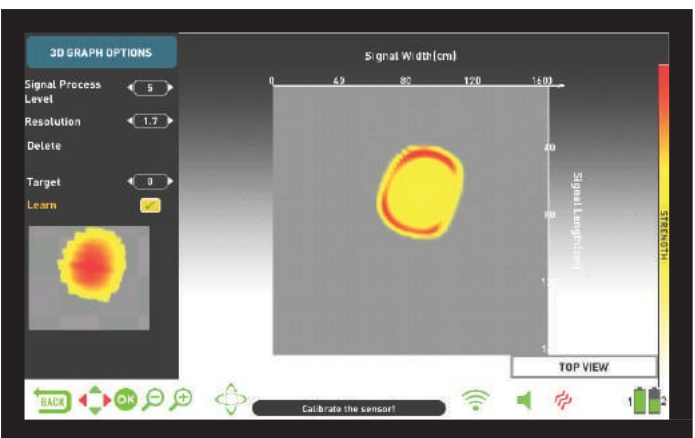 3D GRAPH OPTIONS
Signal Process
Level
5
Resolution
1.7
Delete
Target
0
Learn
Signal Width(cm)
0 40 80 120 160
40
80
Signal Lenght(cm)
STRENGTH
TOP VIEW
BACK
OK
Calibrate the sensor!
1
2